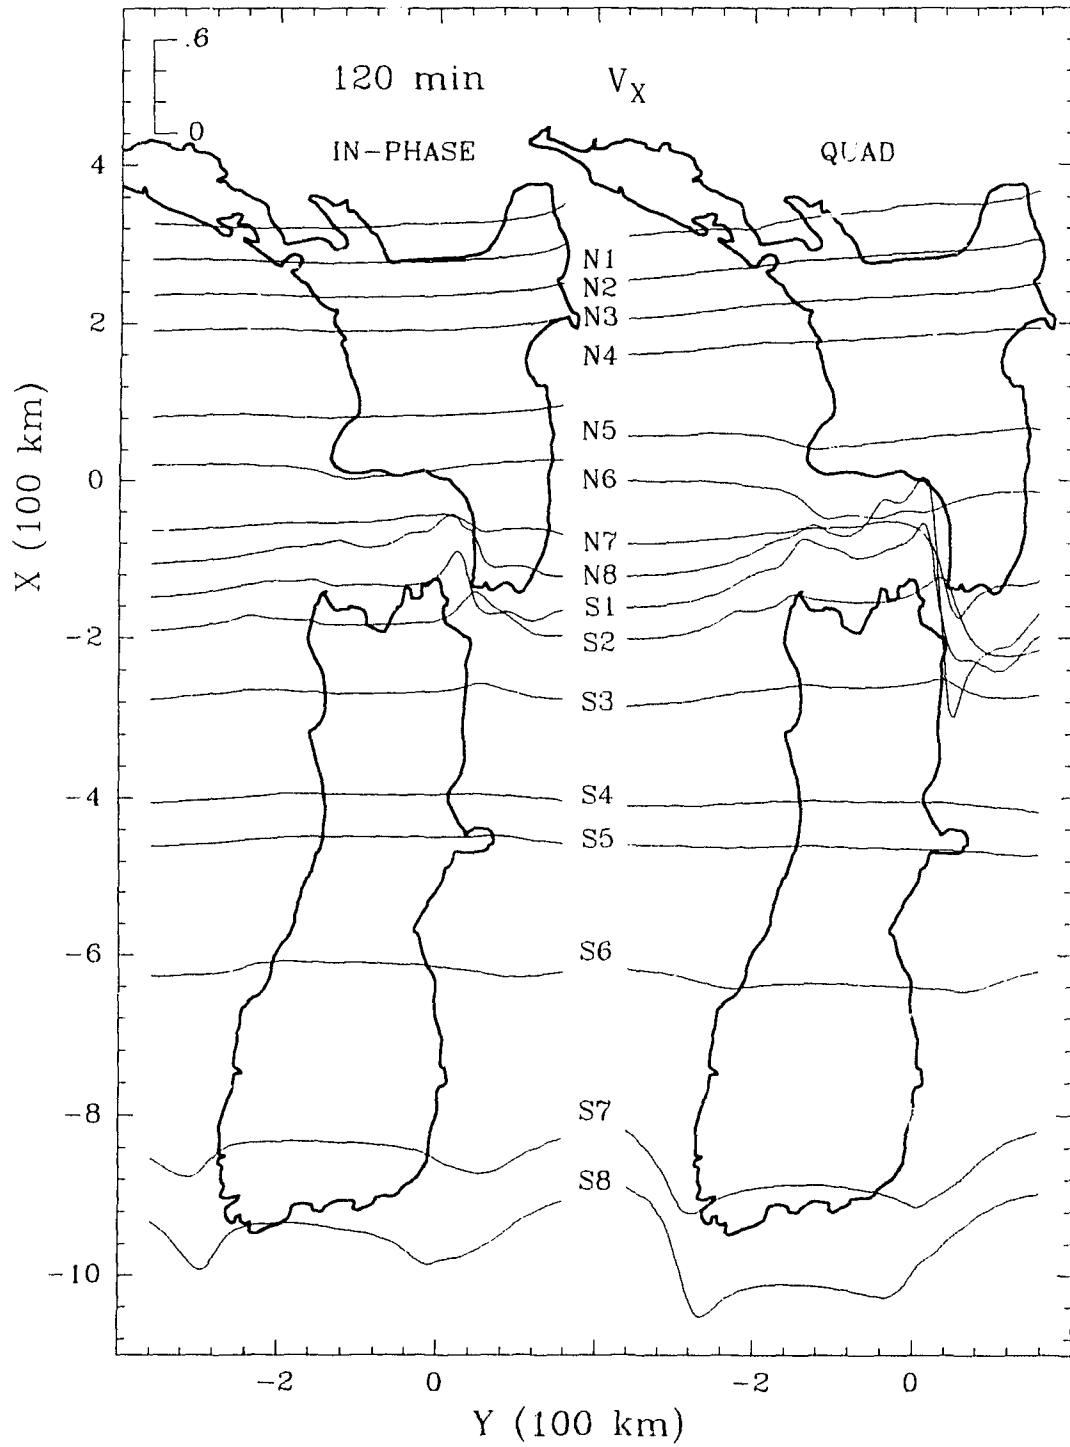 .6
120 min V_X
0
IN-PHASE QUAD
4
N1
N2
N3
2
N4
N5
N6
0
N7
N8
S1
S2
-2
S3
S4
-4
S5
S6
-6
S7
-8
S8
-10
-2 0 -2 0
X (100 km)
Y (100 km)